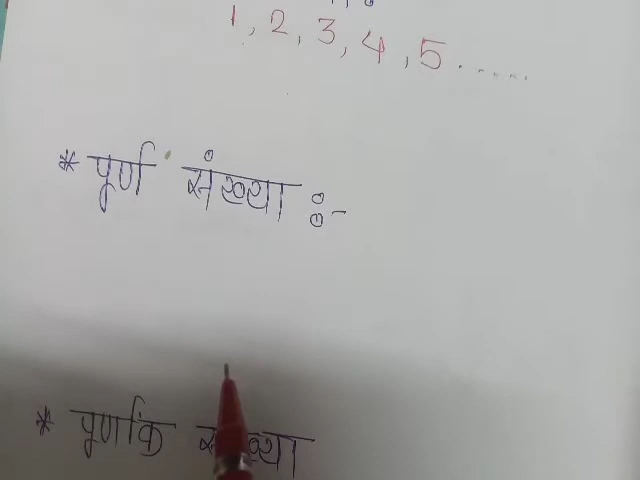 1, 2, 3, 4, 5......
* पूर्ण संख्या :-
* पूर्णांक संख्या